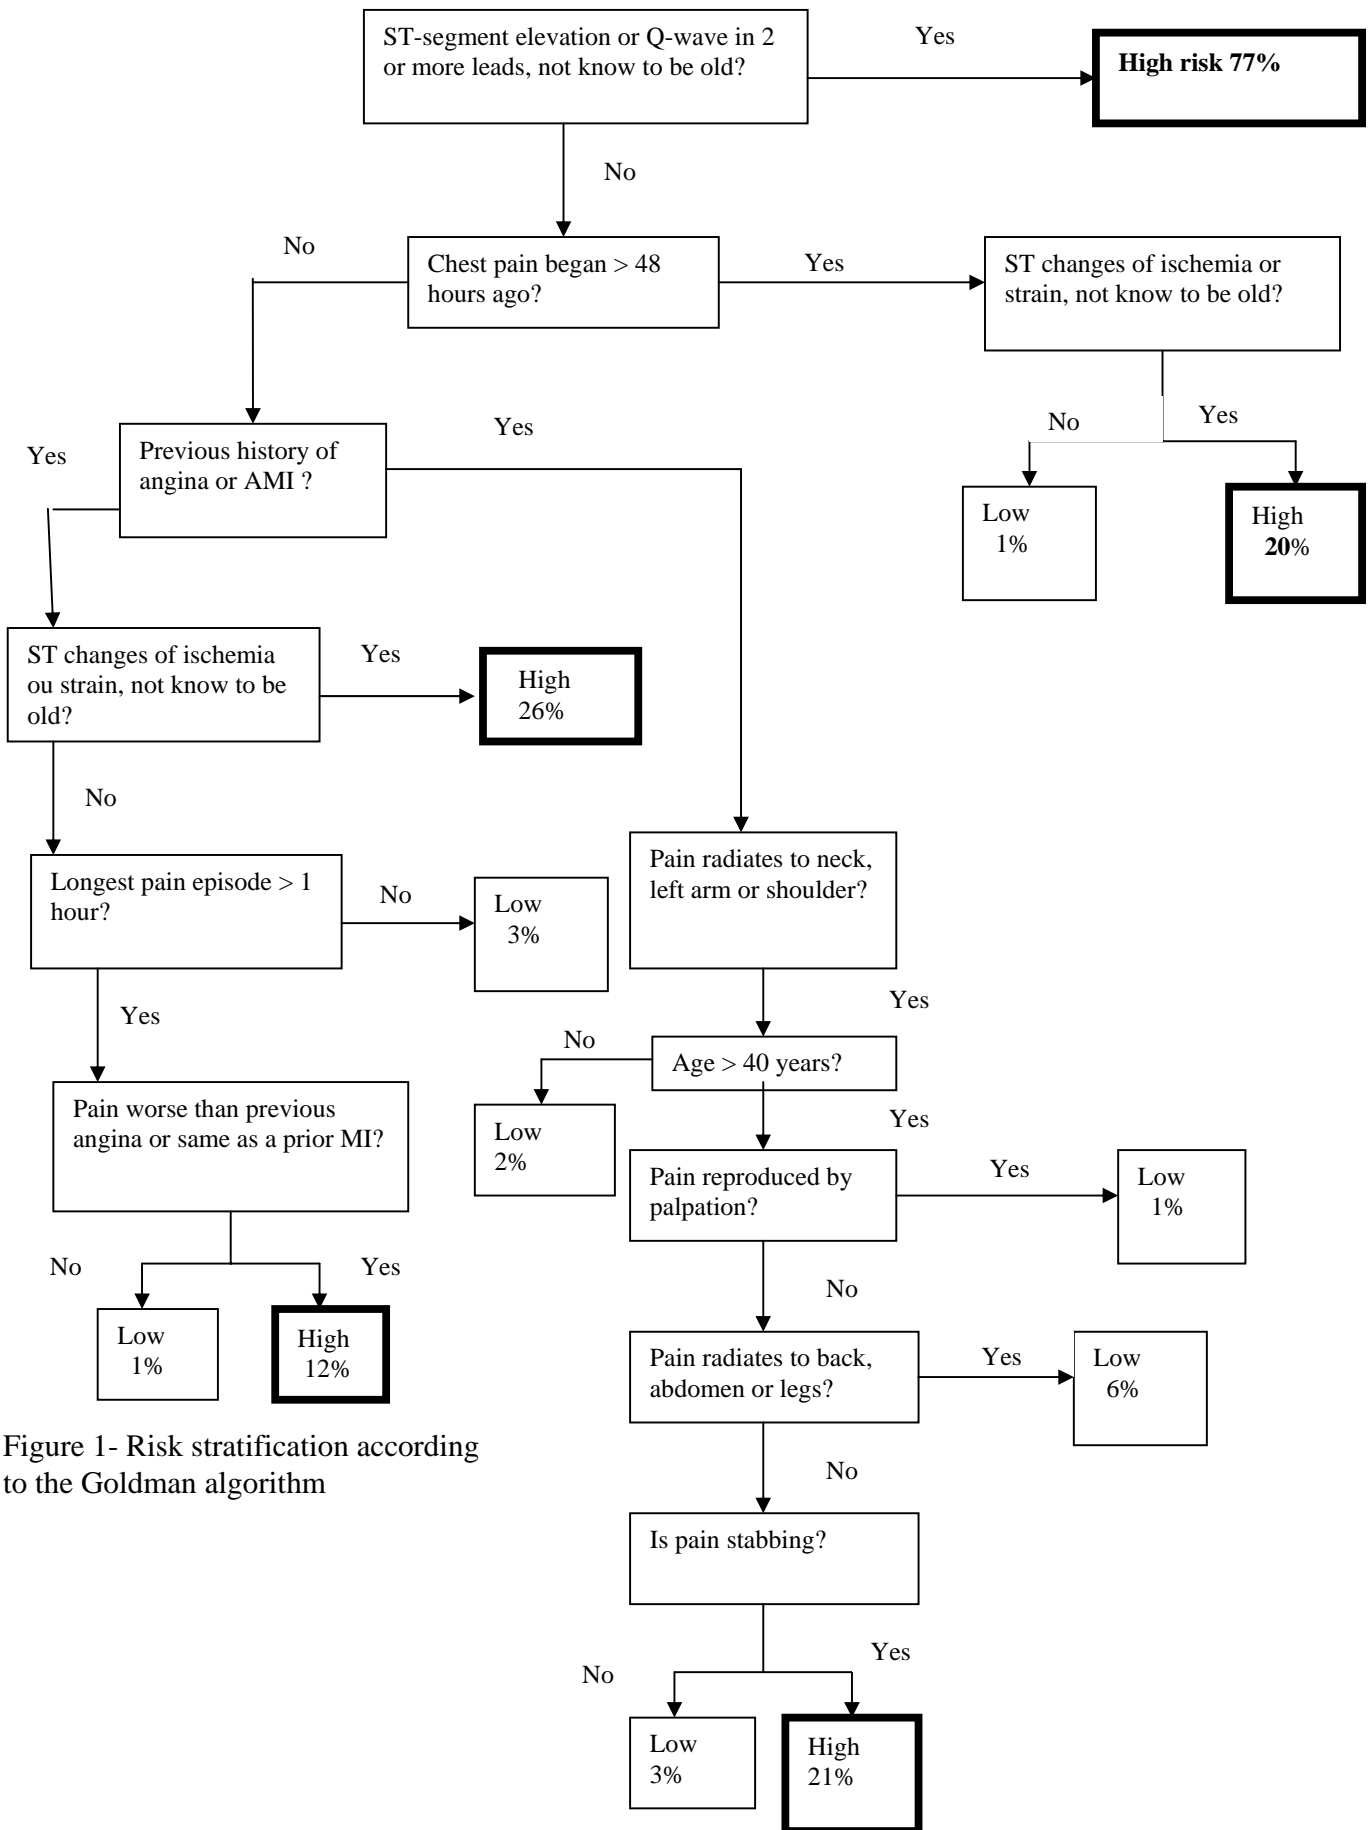 ST-segment elevation or Q-wave in 2
or more leads, not know to be old?
Yes
High risk 77%
No
No
Chest pain began > 48
hours ago?
Yes
ST changes of ischemia or
strain, not know to be old?
No
Yes
Low
1%
High
20%
Yes
Previous history of
angina or AMI ?
Yes
ST changes of ischemia
ou strain, not know to be
old?
Yes
High
26%
No
Longest pain episode > 1
hour?
No
Low
3%
Pain radiates to neck,
left arm or shoulder?
Yes
Yes
No
Age > 40 years?
Low
2%
Yes
Pain worse than previous
angina or same as a prior MI?
Pain reproduced by
palpation?
Yes
Low
1%
No
Yes
No
Low
1%
High
12%
Pain radiates to back,
abdomen or legs?
Yes
Low
6%
Figure 1- Risk stratification according
to the Goldman algorithm
No
Is pain stabbing?
No
Yes
Low
3%
High
21%